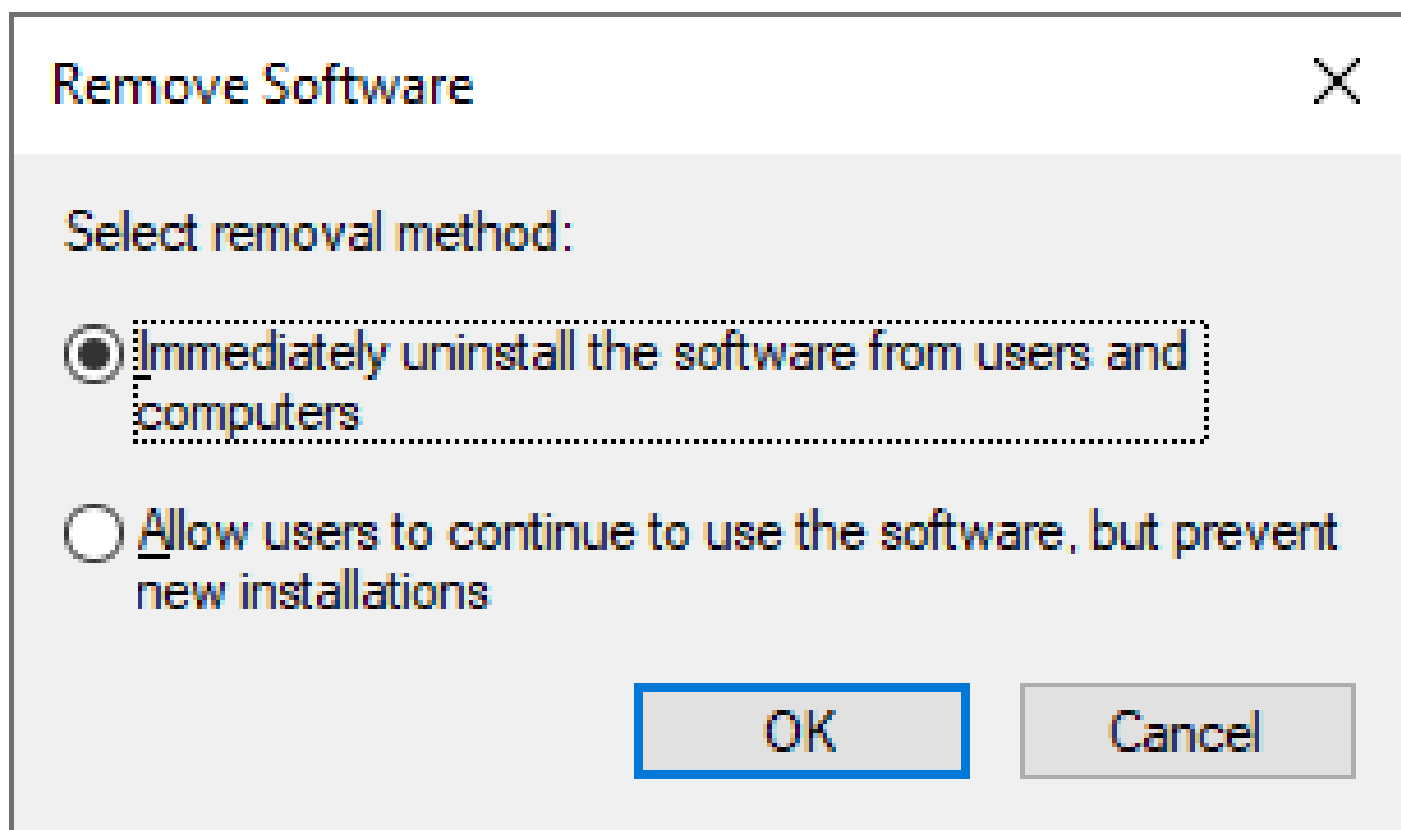 Remove Software
Select removal method:
Immediately uninstall the software from users and
computers
Allow users to continue to use the software, but prevent
new installations
OK
Cancel